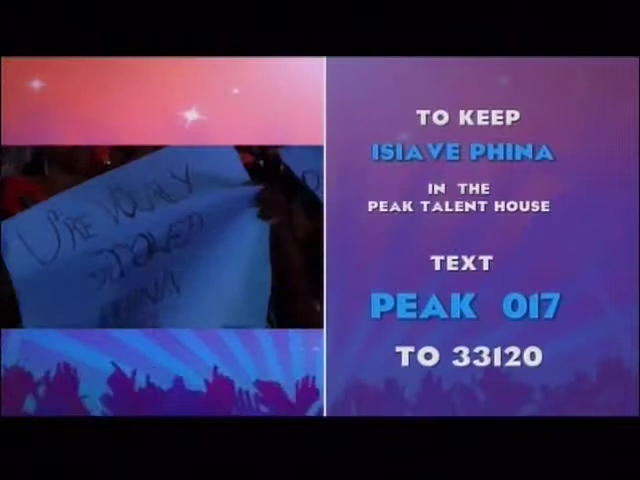 TO KEEP
ISIAVE PHINA
IN THE
PEAK TALENT HOUSE
TEXT
PEAK 017
TO 33120